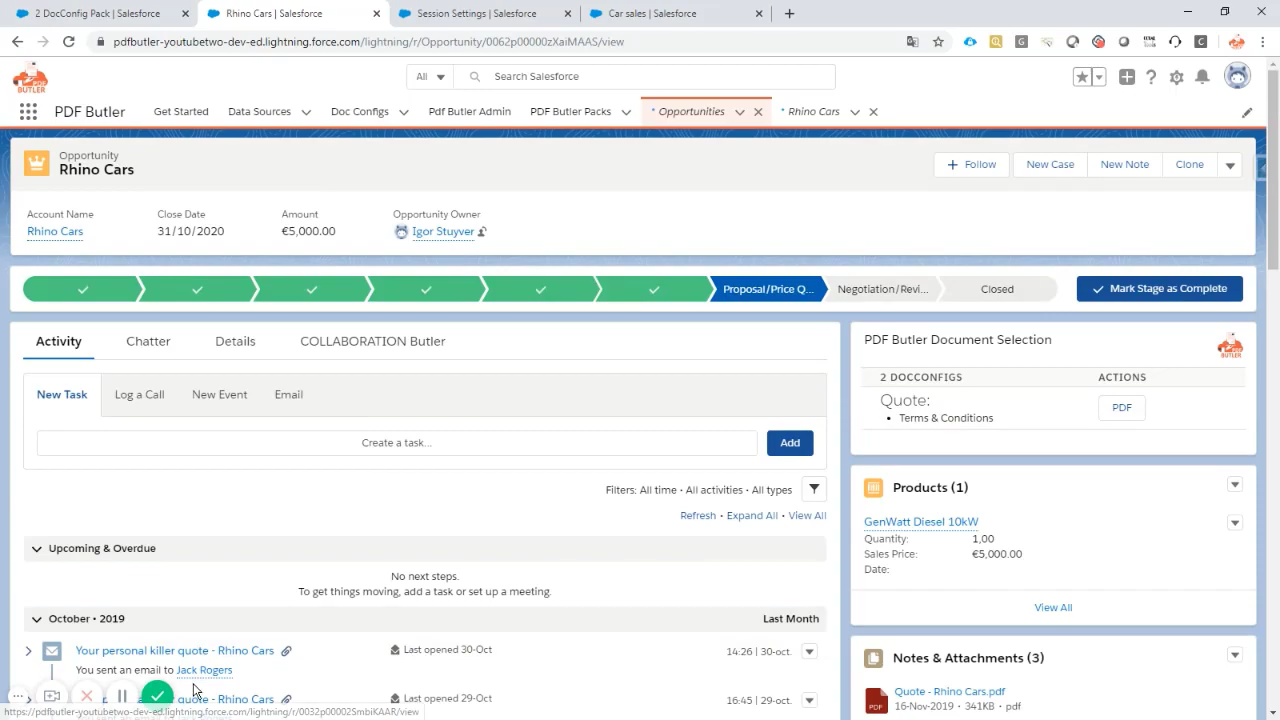 2 DocConfig Pack | Salesforce
Rhino Cars | Salesforce
Session Settings | Salesforce
Car sales | Salesforce
pdfbutler-youtubetwo-dev-ed.lightning.force.com/lightning/r/Opportunity/0062p00000zXaiMAAS/view
BUTLER
All
Search Salesforce
PDF Butler
Get Started
Data Sources
Doc Configs
Pdf Butler Admin
PDF Butler Packs
* Opportunities
* Rhino Cars
Opportunity
Rhino Cars
Follow
New Case
New Note
Clone
Account Name
Close Date
Amount
Opportunity Owner
Rhino Cars
31/10/2020
€5,000.00
Igor Stuyver
Proposal/Price Q...
Negotiation/Revi...
Closed
Mark Stage as Complete
Activity
Chatter
Details
COLLABORATION Butler
New Task
Log a Call
New Event
Email
Create a task...
Add
Filters: All time • All activities • All types
Refresh • Expand All • View All
Upcoming & Overdue
No next steps.
To get things moving, add a task or set up a meeting.
October • 2019
Last Month
Your personal killer quote - Rhino Cars
Last opened 30-Oct
14:26 | 30-oct.
You sent an email to Jack Rogers
quote - Rhino Cars
Last opened 29-Oct
16:45 | 29-oct.
https://pdfbutler-youtubetwo-dev-ed.lightning.force.com/lightning/r/0032p00002SmbiKAAR/view
PDF Butler Document Selection
BUTLER
2 DOCCONFIGS
ACTIONS
Quote:
• Terms & Conditions
PDF
Products (1)
GenWatt Diesel 10kW
Quantity: 1,00
Sales Price: €5,000.00
Date:
View All
Notes & Attachments (3)
Quote - Rhino Cars.pdf
16-Nov-2019 • 341KB • pdf
PDF